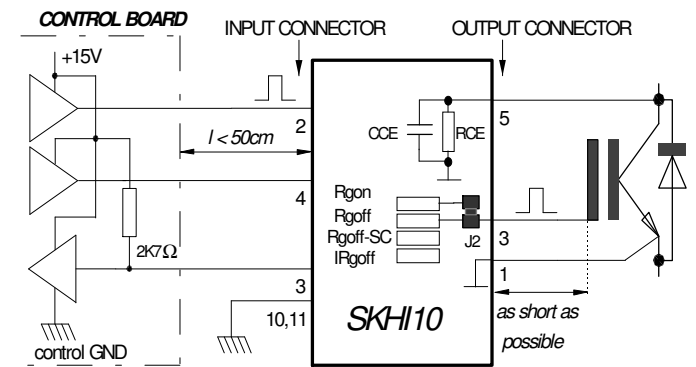 CONTROL BOARD
INPUT CONNECTOR
OUTPUT CONNECTOR
+15V
2
l < 50cm
4
2K7Ω
3
10,11
control GND
CCE
RCE
Rgon
Rgoff
Rgoff-SC
IRgoff
J2
SKHI10
5
3
1
as short as
possible